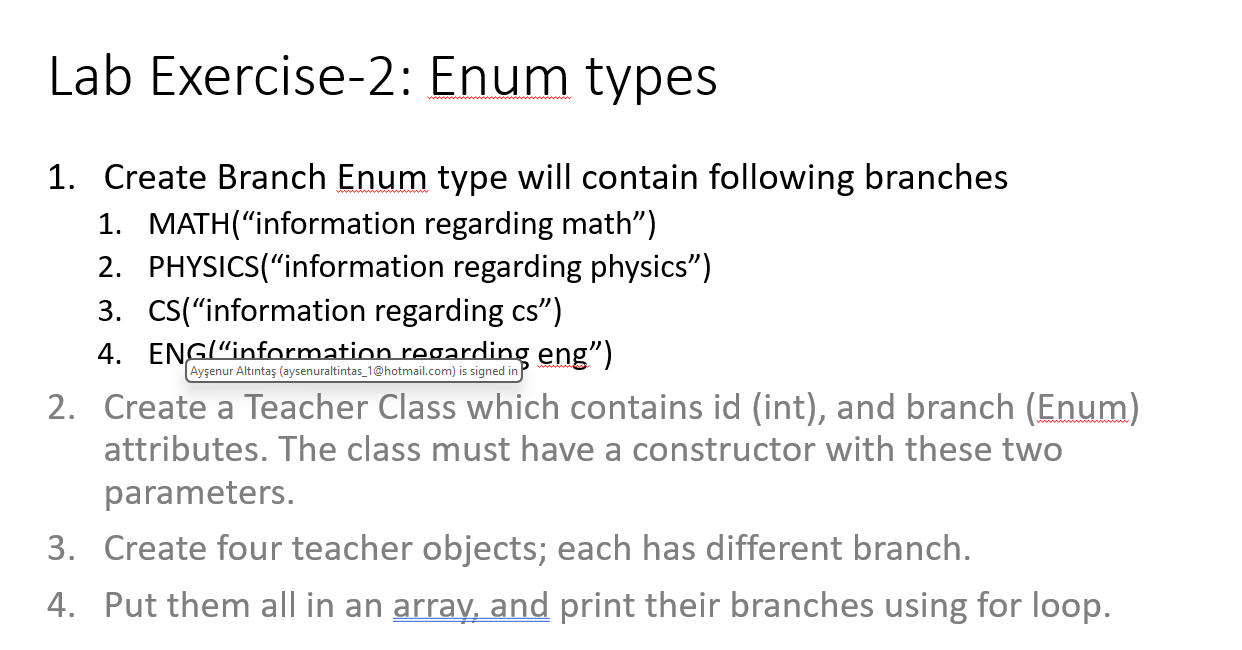 Lab Exercise-2: Enum types
1. Create Branch Enum type will contain following branches
1. MATH(“information regarding math”)
2. PHYSICS(“information regarding physics”)
3. CS(“information regarding cs”)
4. ENG(“information regarding eng”)
Ayşenur Altıntaş (aysenuraltintas_1@hotmail.com) is signed in
2. Create a Teacher Class which contains id (int), and branch (Enum)
attributes. The class must have a constructor with these two
parameters.
3. Create four teacher objects; each has different branch.
4. Put them all in an array, and print their branches using for loop.